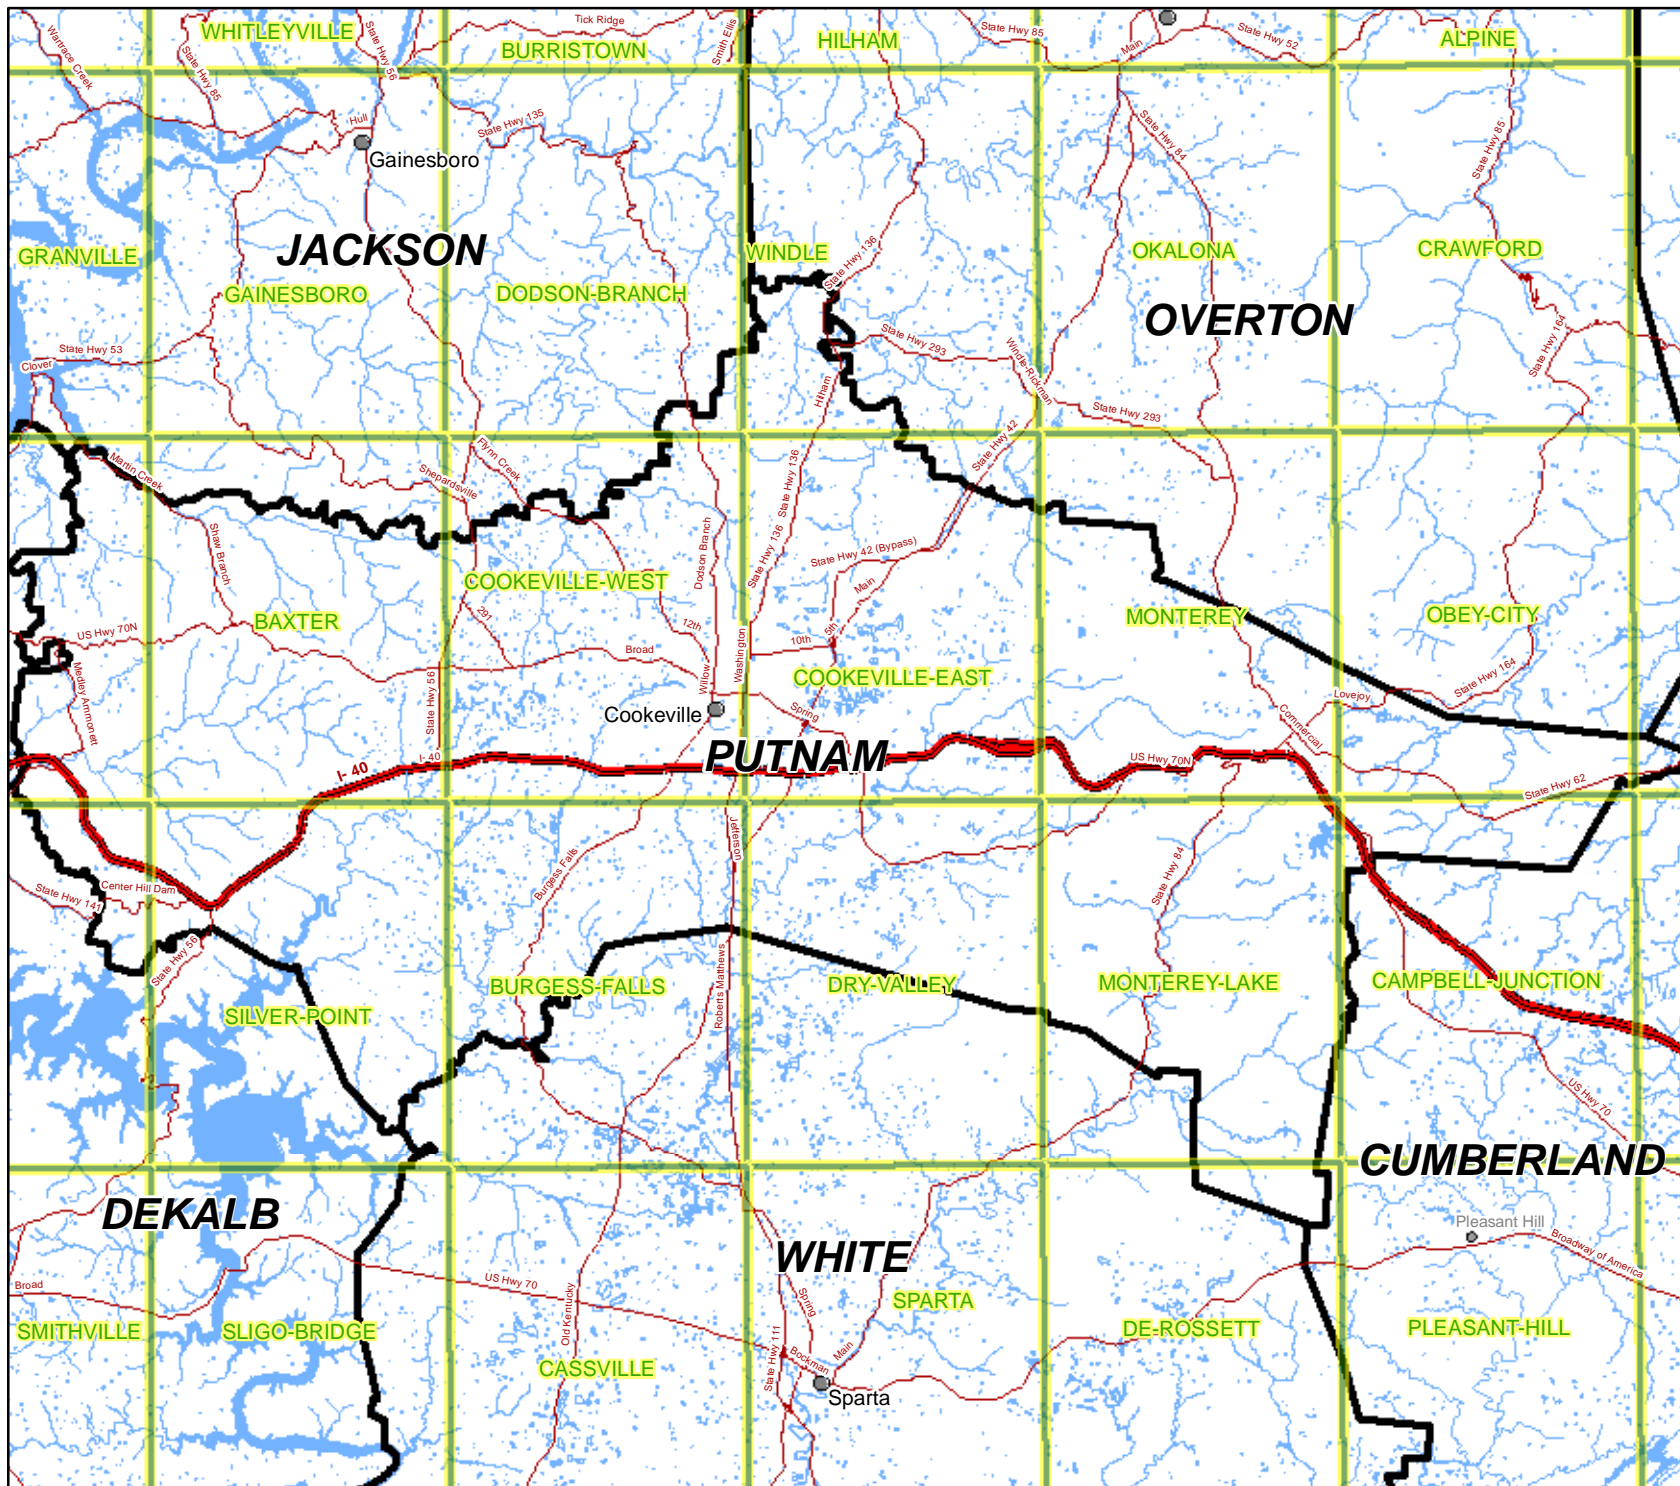 Tick Ridge
WHITLEYVILLE
State Hwy 56
BURRISTOWN
Smith Ellis
HILHAM
State Hwy 85
Main
State Hwy 52
ALPINE
Wartrace Creek
State Hwy 85
Hull
State Hwy 135
Gainesboro
State Hwy 84
State Hwy 85
GRANVILLE
JACKSON
WINDLE
State Hwy 136
OKALONA
CRAWFORD
GAINESBORO
DODSON-BRANCH
OVERTON
State Hwy 53
Clover
State Hwy 293
Windle-Rickman
State Hwy 164
Hilham
State Hwy 293
State Hwy 42
Martin Creek
Shepardsville
Flynn Creek
State Hwy 136
State Hwy 136
Shaw Branch
Dodson Branch
State Hwy 42 (Bypass)
COOKEVILLE-WEST
Main
BAXTER
291
12th
MONTEREY
OBEY-CITY
US Hwy 70N
10th
5th
Broad
Washington
Medley Ammonett
Willow
COOKEVILLE-EAST
State Hwy 164
State Hwy 56
Lovejoy
Cookeville
Spring
Commercial
PUTNAM
I- 40
I- 40
US Hwy 70N
State Hwy 62
Jefferson
Burgess Falls
State Hwy 84
Center Hill Dam
State Hwy 141
State Hwy 56
Roberts Mathews
BURGESS-FALLS
DRY-VALLEY
MONTEREY-LAKE
CAMPBELL-JUNCTION
SILVER-POINT
US Hwy 70
CUMBERLAND
DEKALB
Pleasant Hill
Broadway of America
WHITE
Broad
US Hwy 70
Old Kentucky
Spring
SPARTA
SMITHVILLE
SLIGO-BRIDGE
DE-ROSSETT
PLEASANT-HILL
State Hwy 111
Bockman
Main
CASSVILLE
Sparta